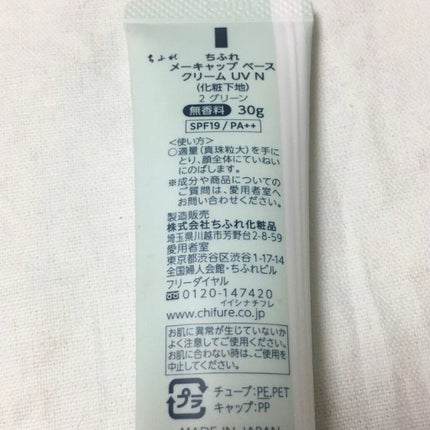 ちふれ ちふれ
メーキャップ ベース
クリーム UV N
(化粧下地)
2 グリーン
無香料 30g
SPF19/PA++
<使い方>
○適量(真珠粒大)を手に
とり、顔全体にていねい
にのばします。
※成分や商品についての
ご質問は、愛用者室へ
お問い合わせください。
製造販売
株式会社ちふれ化粧品
埼玉県川越市芳野台2-8-59
愛用者室
東京都渋谷区渋谷1-17-14
全国婦人会館・ちふれビル
フリーダイヤル
0120-147420
イイシナチフレ
www.chifure.co.jp
お肌に異常が生じていないか
よく注意してご使用ください。
お肌に合わない時は、ご使用を
中止してください。
プラ
チューブ:PE,PET
キャップ:PP
MADE IN JAPAN